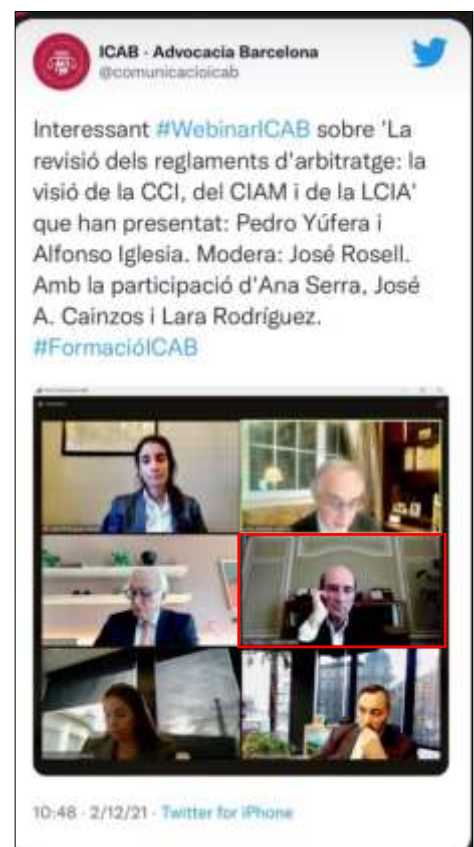 ICAB - Advocacia Barcelona
@comunicacioicab
Interessant #WebinarICAB sobre 'La
revisió dels reglaments d'arbitratge: la
visió de la CCI, del CIAM i de la LCIA'
que han presentat: Pedro Yúfera i
Alfonso Iglesia. Modera: José Rosell.
Amb la participació d'Ana Serra, José
A. Caínzos i Lara Rodríguez.
#FormacióICAB
10:48 · 2/12/21 · Twitter for iPhone